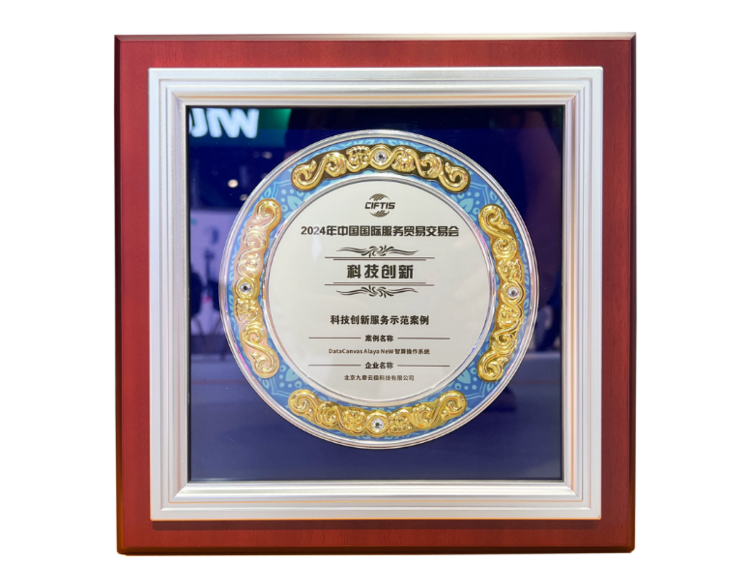 CIFTIS
2024年中国国际服务贸易交易会
科技创新
科技创新服务示范案例
案例名称
DataCanvas Alaya NeW 智算操作系统
企业名称
北京九章云极科技有限公司